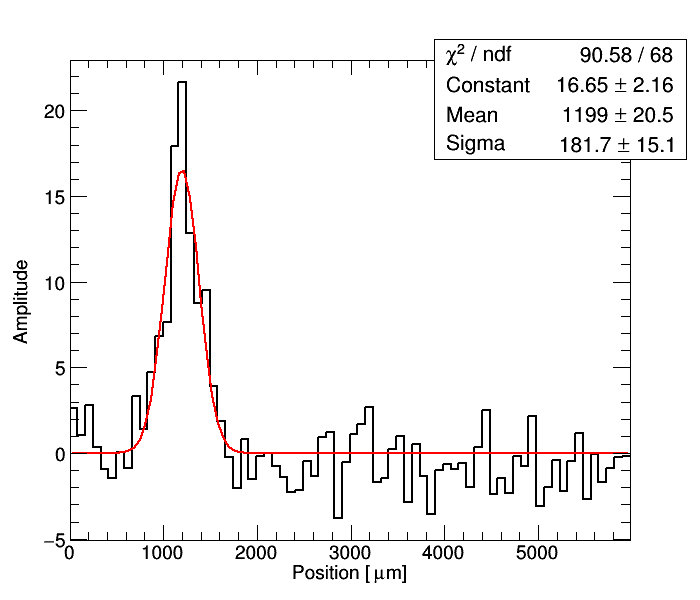 χ² / ndf 90.58 / 68
Constant 16.65 ± 2.16
Mean 1199 ± 20.5
Sigma 181.7 ± 15.1
20
15
10
5
0
−5
Amplitude
0 1000 2000 3000 4000 5000
Position [ μm]